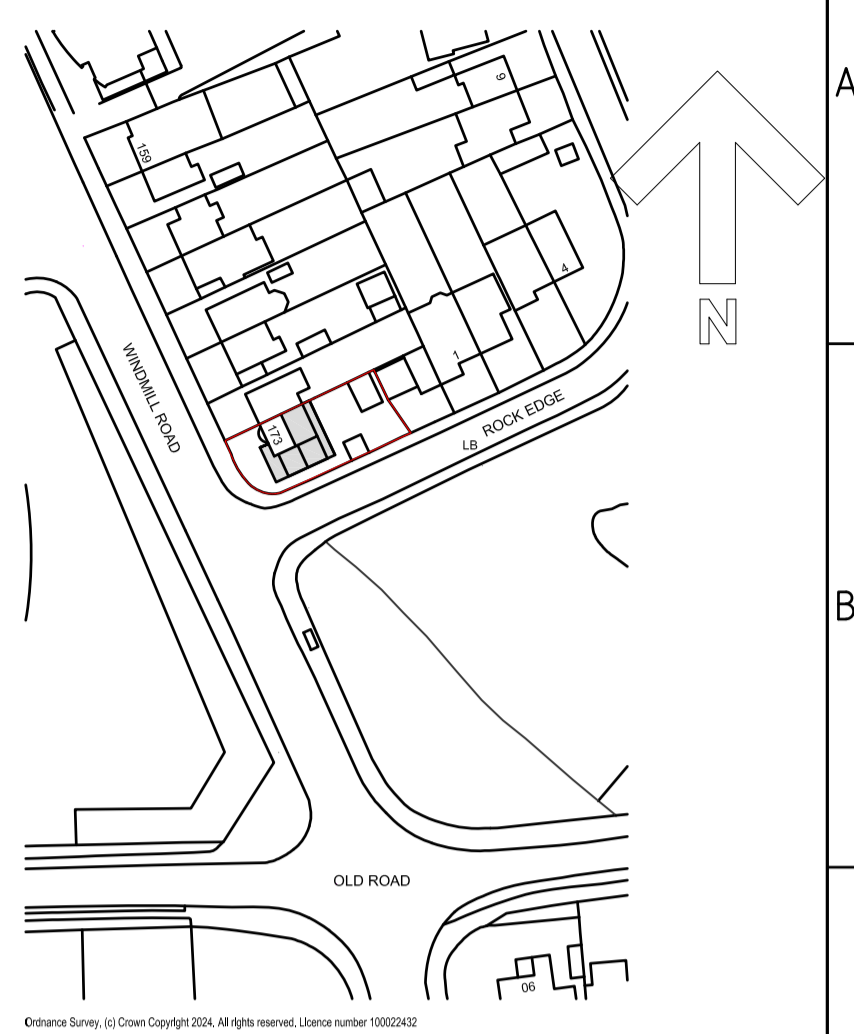 A
9
159
4
N
WINDMILL ROAD
1
ROCK EDGE
LB
173
B
OLD ROAD
06
Ordnance Survey, (c) Crown Copyright 2024. All rights reserved. Licence number 100022432